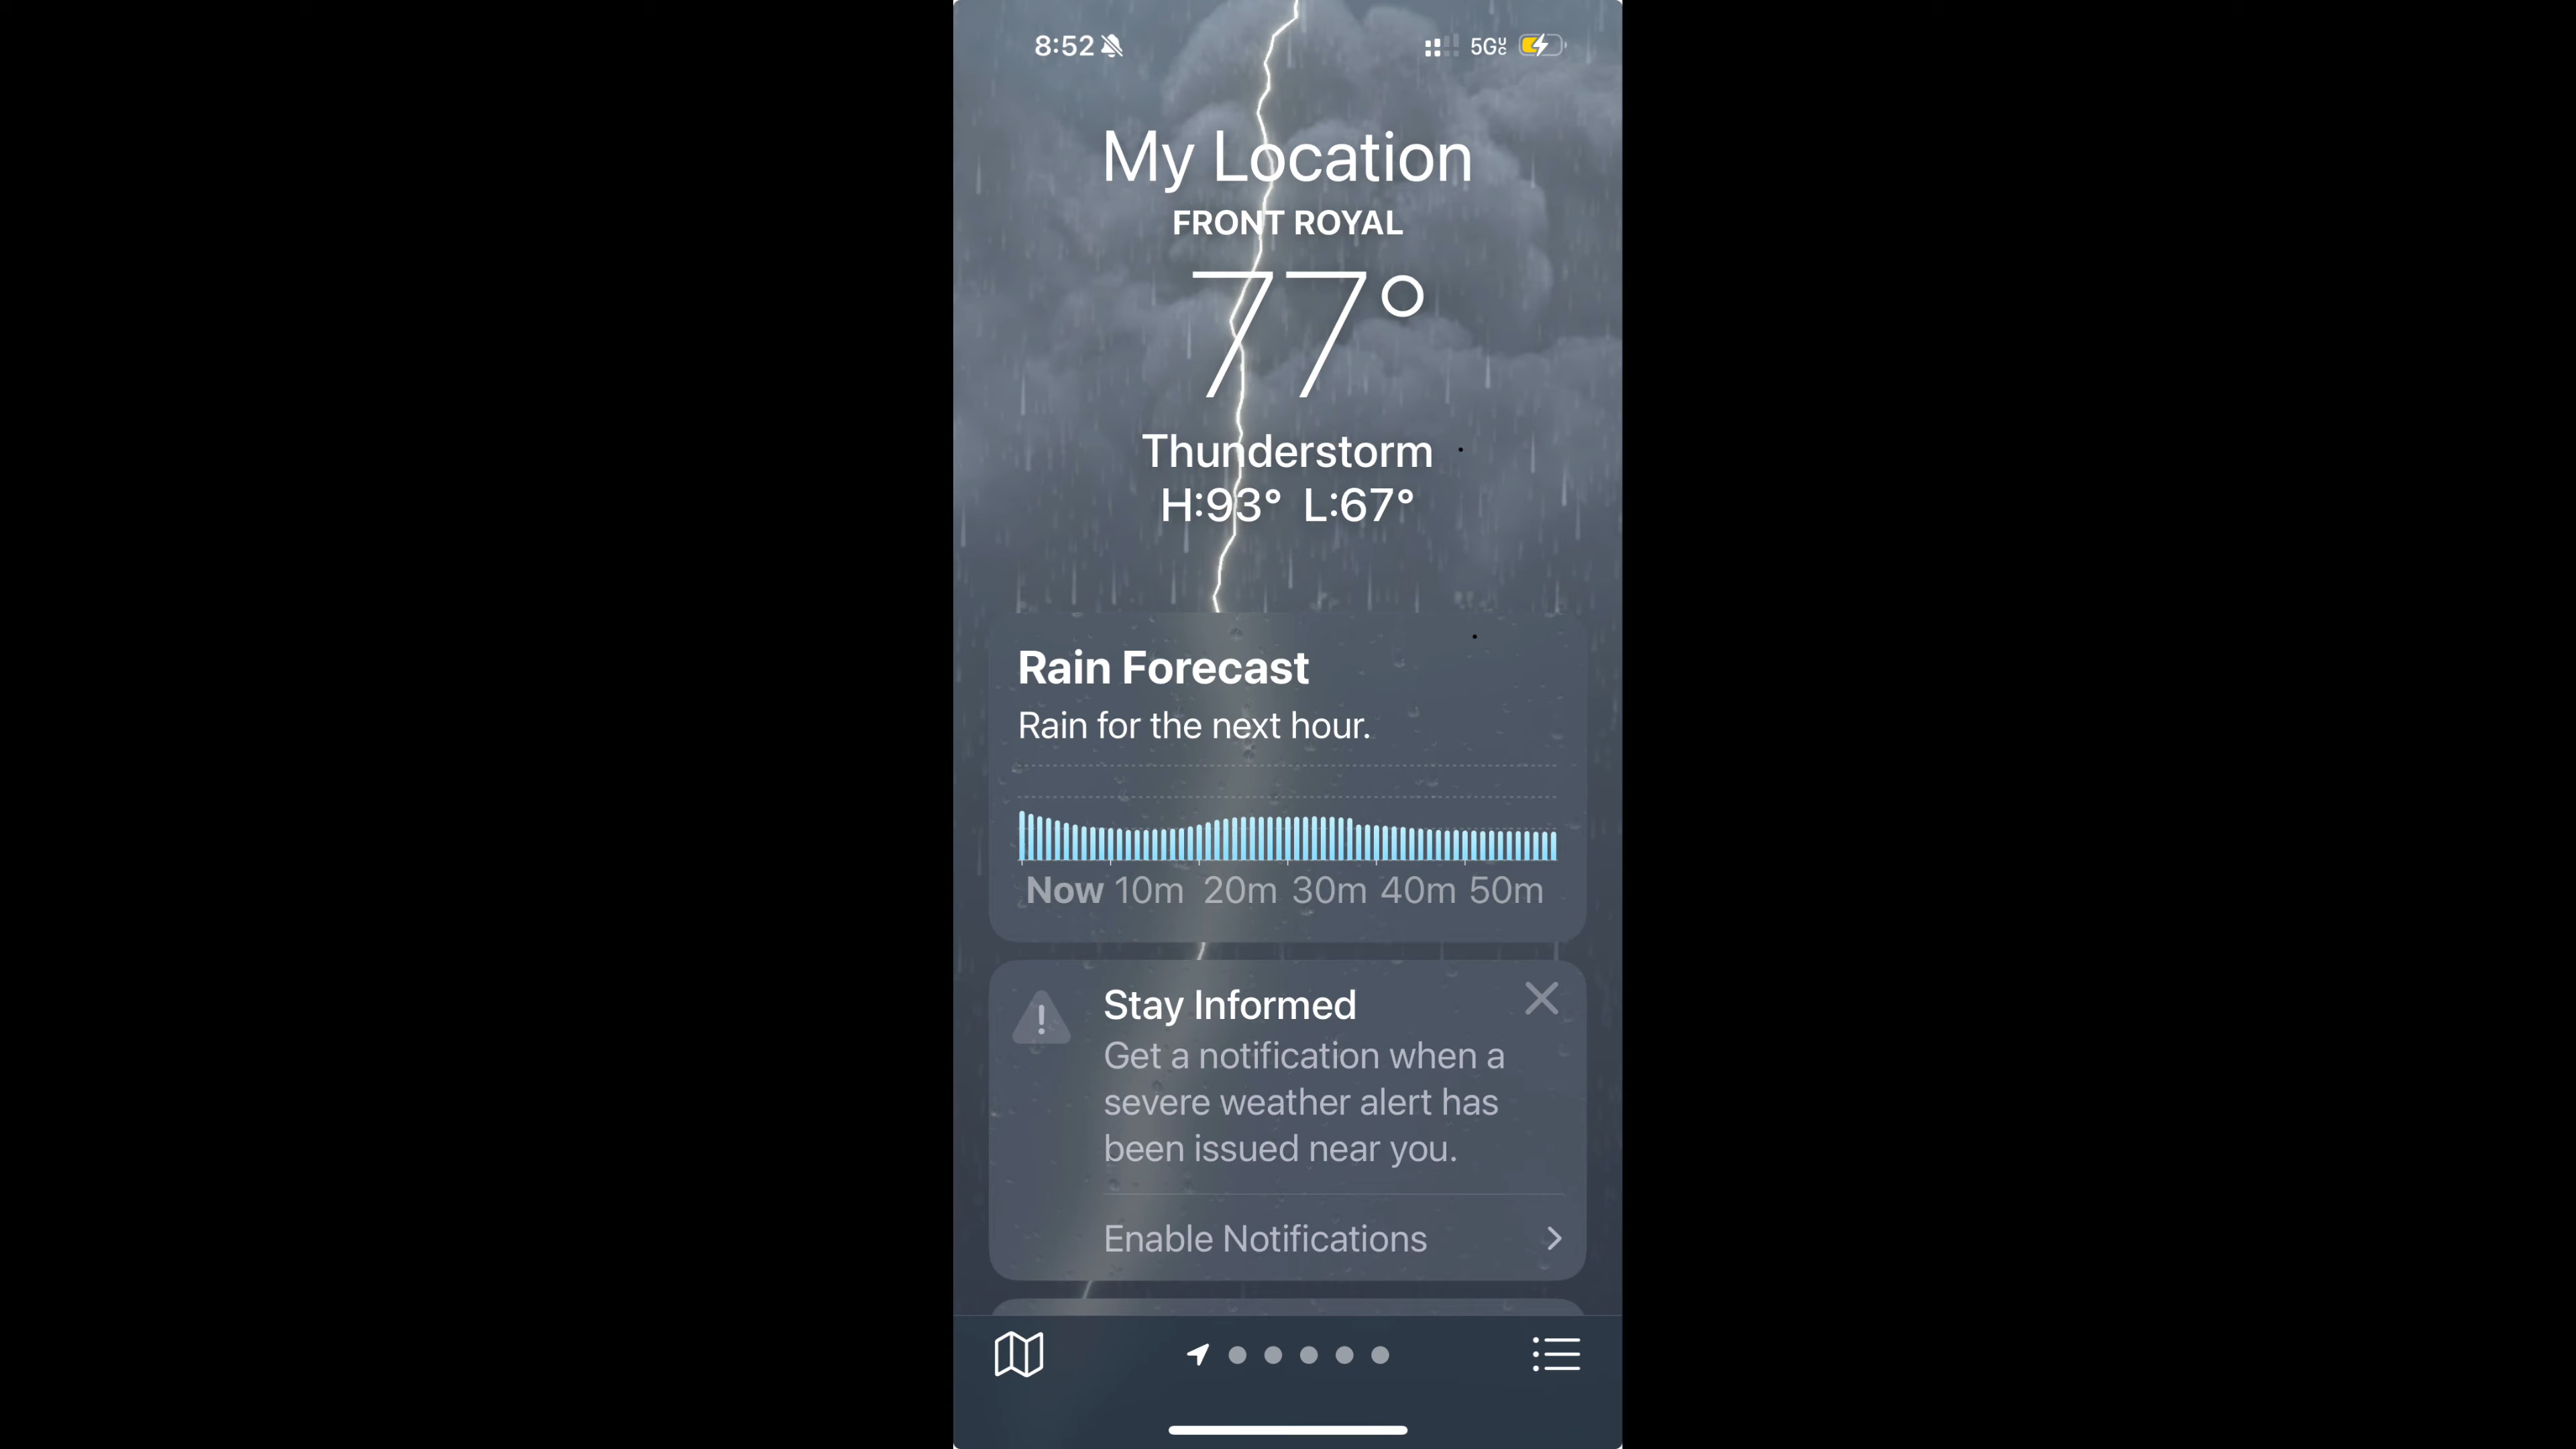 8:52 5G UC
My Location
FRONT ROYAL
77°
Thunderstorm
H:93° L:67°
Rain Forecast
Rain for the next hour.
Now 10m 20m 30m 40m 50m
Stay Informed
Get a notification when a
severe weather alert has
been issued near you.
Enable Notifications